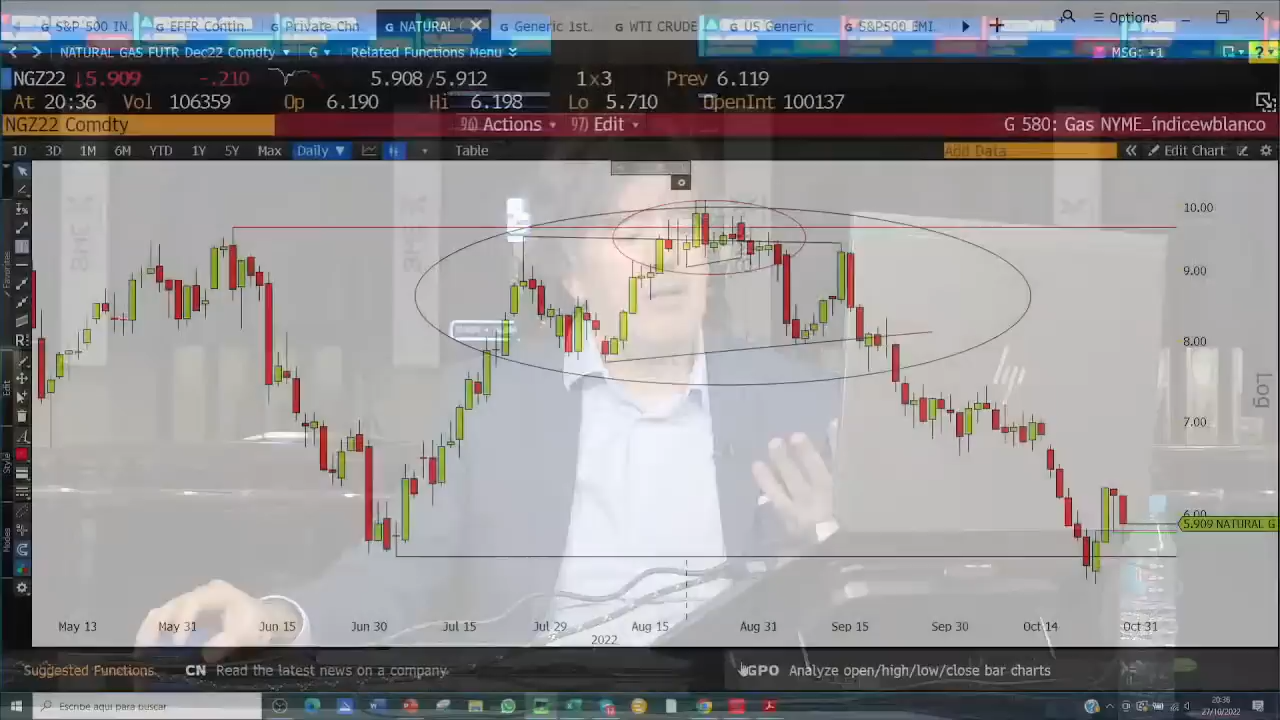 S&P 500 IN.. EFFR Contin.. Private Chn NATURAL Generic 1st. WTI CRUDE US Generic S&P500 EMI Options
NATURAL GAS FUTR Dec22 Comdty G Related Functions Menu MSG: +1 ?
NGZ22 ↓5.909 -.210 5.908/5.912 1x3 Prev 6.119
At 20:36 Vol 106359 Op 6.190 Hi 6.198 Lo 5.710 OpenInt 100137
NGZ22 Comdty 90) Actions 97) Edit G 580: Gas NYME_índicewblanco
1D 3D 1M 6M YTD 1Y 5Y Max Daily ▼ Table Add Data « Edit Chart
10.00
9.00
8.00
7.00
6.00
5.909 NATURAL G
Log
Favorites
Edit
Style
Modes
May 13 May 31 Jun 15 Jun 30 Jul 15 Jul 29 Aug 15 Aug 31 Sep 15 Sep 30 Oct 14 Oct 31
2022
Suggested Functions CN Read the latest news on a company GPO Analyze open/high/low/close bar charts
Escribe aquí para buscar 20:36
27/10/2022